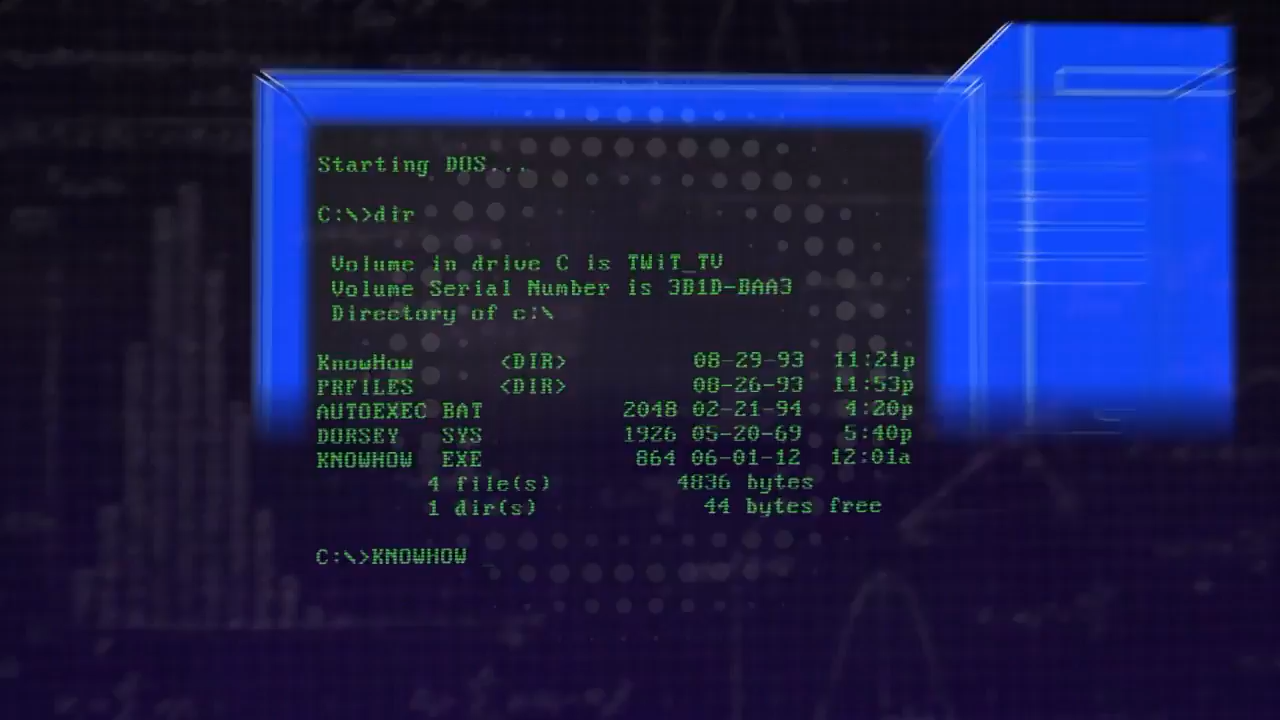 Starting DOS...
C:\>dir
Volume in drive C is TWiT_TV
Volume Serial Number is 3B1D-BAA3
Directory of c:\
KnowHow <DIR> 08-29-93 11:21p
PRFILES <DIR> 08-26-93 11:53p
AUTOEXEC BAT 2048 02-21-94 4:20p
DORSEY SYS 1926 05-20-69 5:40p
KNOWHOW EXE 864 06-01-12 12:01a
4 file(s) 4836 bytes
1 dir(s) 44 bytes free
C:\>KNOWHOW _